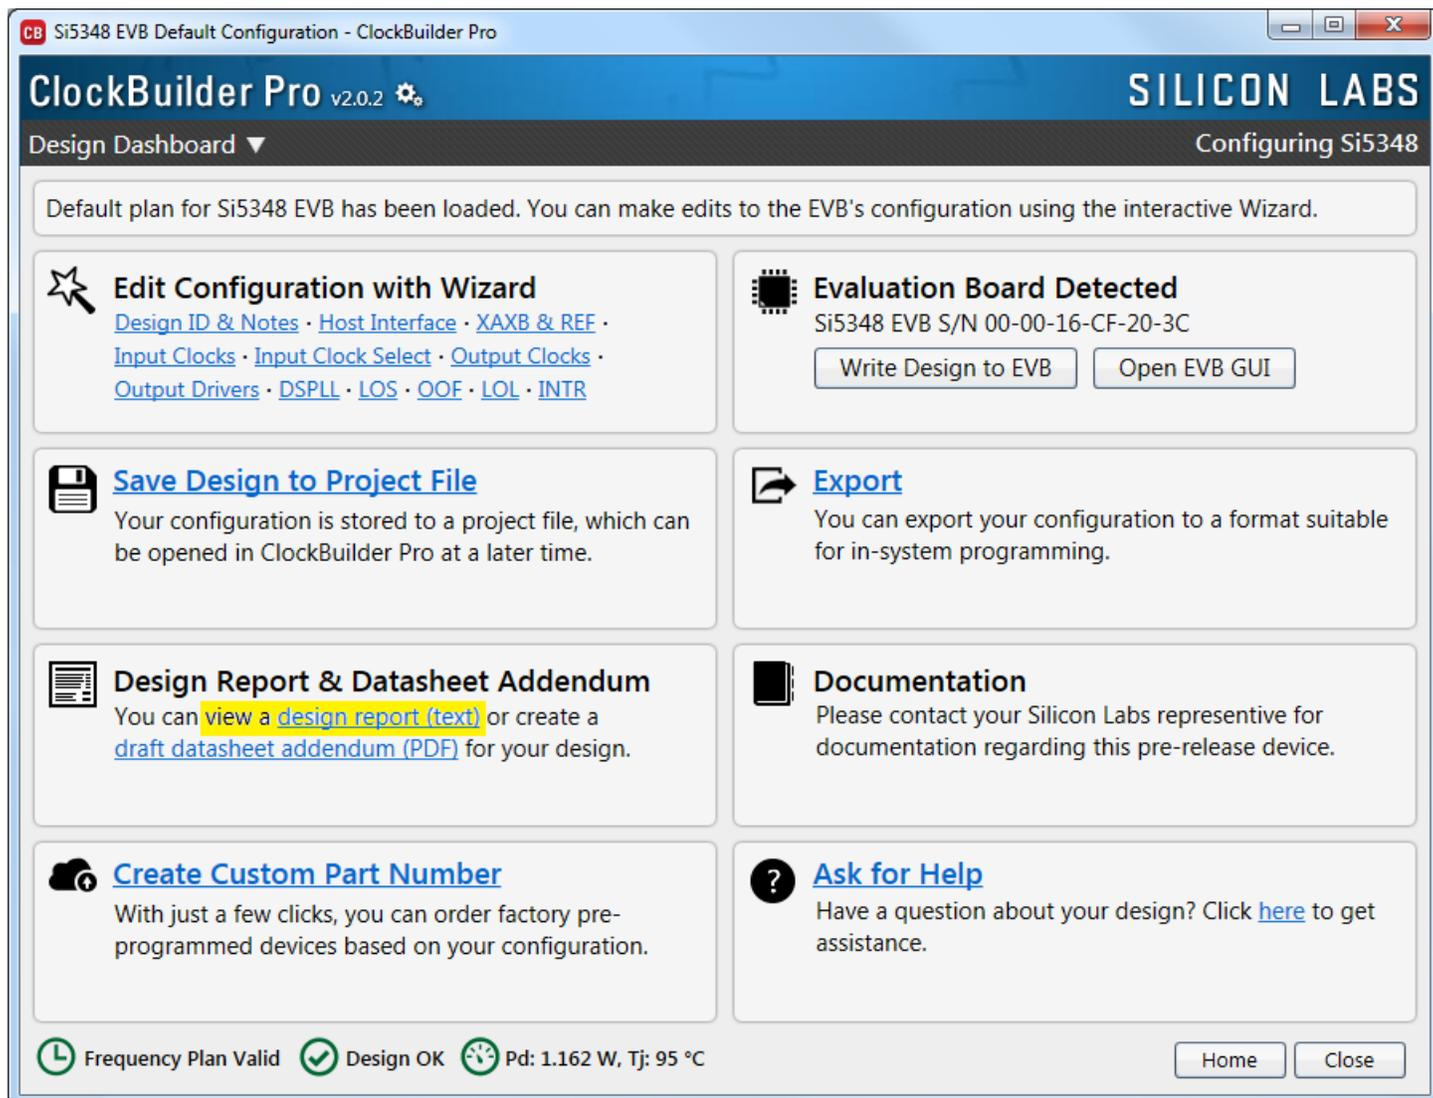 CB Si5348 EVB Default Configuration - ClockBuilder Pro
ClockBuilder Pro v2.0.2
SILICON LABS
Design Dashboard ▼
Configuring Si5348
Default plan for Si5348 EVB has been loaded. You can make edits to the EVB's configuration using the interactive Wizard.
Edit Configuration with Wizard
Design ID & Notes · Host Interface · XAXB & REF ·
Input Clocks · Input Clock Select · Output Clocks ·
Output Drivers · DSPLL · LOS · OOF · LOL · INTR
Evaluation Board Detected
Si5348 EVB S/N 00-00-16-CF-20-3C
Write Design to EVB
Open EVB GUI
Save Design to Project File
Your configuration is stored to a project file, which can
be opened in ClockBuilder Pro at a later time.
Export
You can export your configuration to a format suitable
for in-system programming.
Design Report & Datasheet Addendum
You can view a design report (text) or create a
draft datasheet addendum (PDF) for your design.
Documentation
Please contact your Silicon Labs representive for
documentation regarding this pre-release device.
Create Custom Part Number
With just a few clicks, you can order factory pre-
programmed devices based on your configuration.
Ask for Help
Have a question about your design? Click here to get
assistance.
Frequency Plan Valid
Design OK
Pd: 1.162 W, Tj: 95 °C
Home
Close